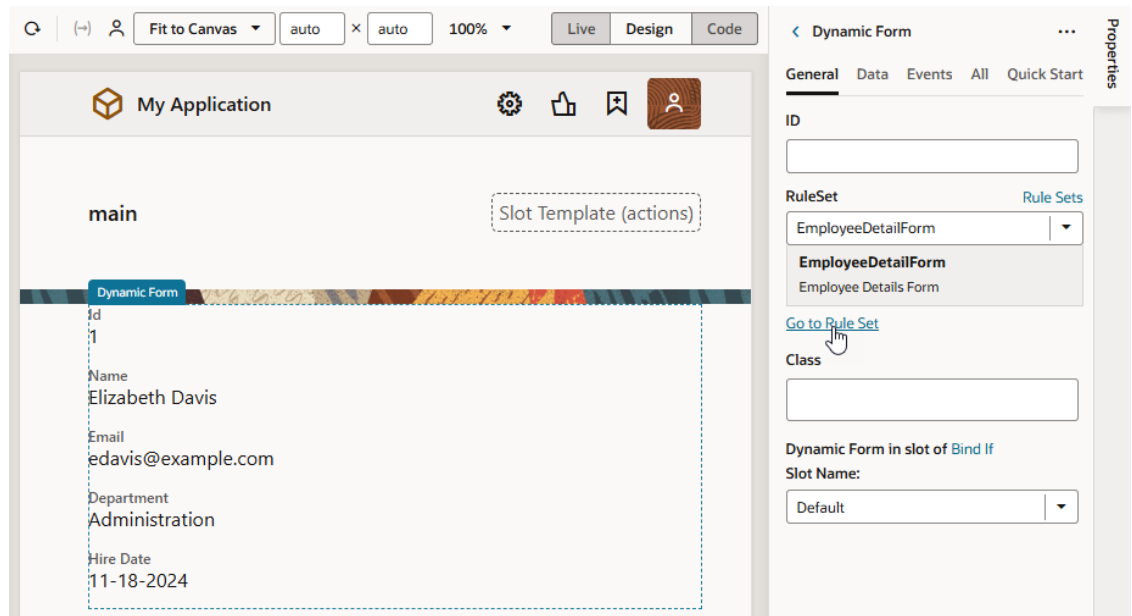 Fit to Canvas auto × auto 100% Live Design Code
My Application
main
Slot Template (actions)
Dynamic Form
Id
1
Name
Elizabeth Davis
Email
edavis@example.com
Department
Administration
Hire Date
11-18-2024
Dynamic Form
General Data Events All Quick Start
ID
RuleSet Rule Sets
EmployeeDetailForm
EmployeeDetailForm
Employee Details Form
Go to Rule Set
Class
Dynamic Form in slot of Bind If
Slot Name:
Default
Properties